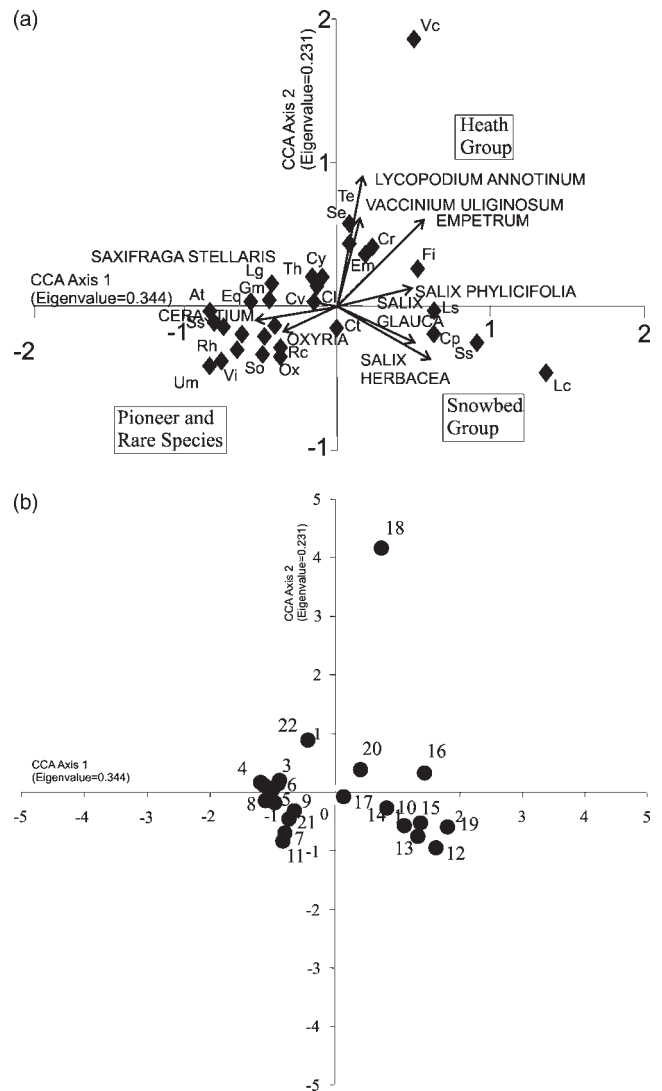 (a)
2
Vc
CCA Axis 2
(Eigenvalue=0.231)
Heath
Group
1
LYCOPODIUM ANNOTINUM
Te
VACCINIUM ULIGINOSUM
Se
EMPETRUM
Cr
SAXIFRAGA STELLARIS
Th
Cy
Em
Fi
Lg
CCA Axis 1
(Eigenvalue=0.344)
Gm
SALIX PHYLICIFOLIA
At
Eq
Cv
Cl
SALIX
GLAUCA
Ls
CERASTIUM
-2
-1
1
2
Ss
Ct
OXYRIA
Cp
Ss
Rh
Rc
SALIX
HERBACEA
Um
Vi
So
Ox
Lc
Pioneer and
Rare Species
Snowbed
Group
-1
(b)
5
18
4
CCA Axis 2
(Eigenvalue=0.231)
3
2
22
1
CCA Axis 1
(Eigenvalue=0.344)
4
3
20
16
6
8
5
9
17
10
15
-5
-4
-3
-2
-1
0
14
1
2
19
3
4
5
21
7
11
-1
13
12
-2
-3
-4
-5